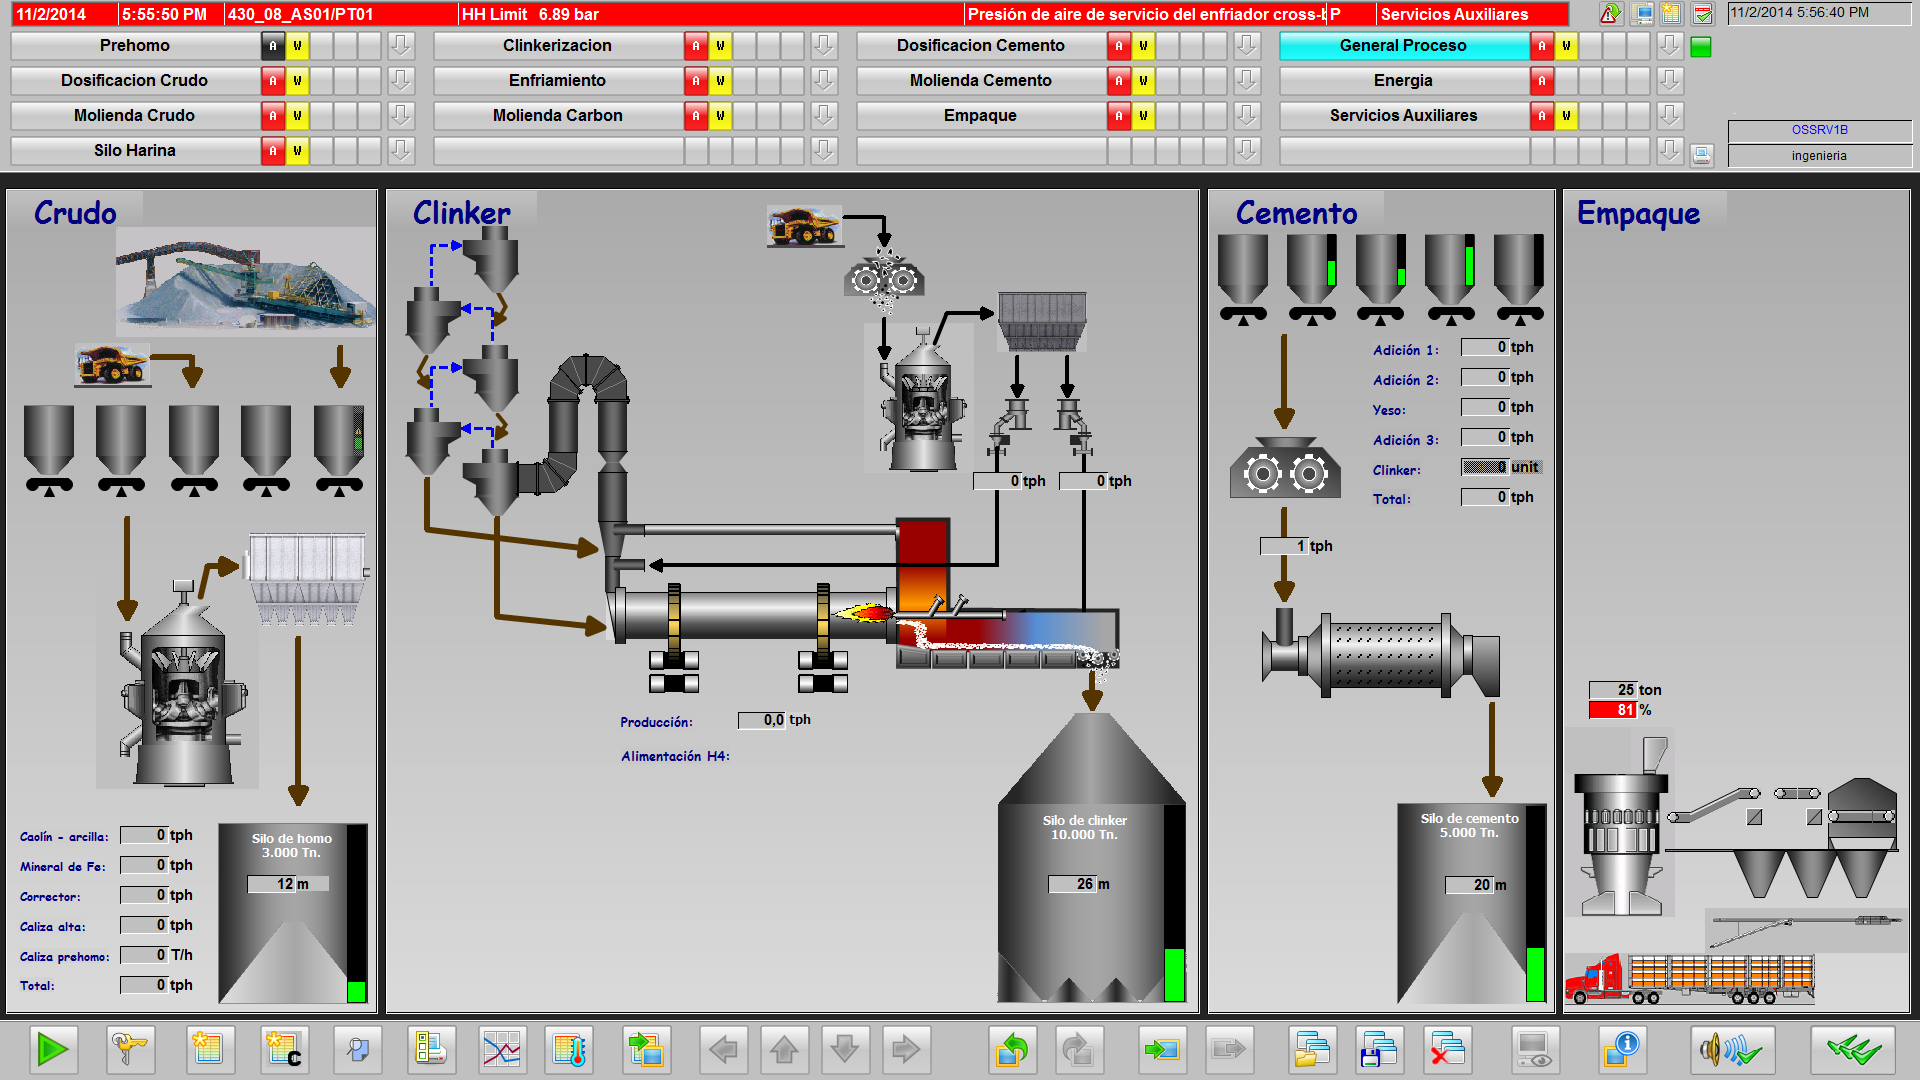 11/2/2014 5:55:50 PM 430_08_AS01/PT01 HH Limit 6.89 bar Presión de aire de servicio del enfriador cross-b P Servicios Auxiliares 11/2/2014 5:56:40 PM
Prehomo A W Clinkerizacion A W Dosificacion Cemento A W General Proceso A W
Dosificacion Crudo A W Enfriamiento A W Molienda Cemento A W Energia A
Molienda Crudo A W Molienda Carbon A W Empaque A W Servicios Auxiliares A W
OSSRV1B
Silo Harina A W
ingenieria
Crudo
Caolín - arcilla: 0 tph
Mineral de Fe: 0 tph
Corrector: 0 tph
Caliza alta: 0 tph
Caliza prehomo: 0 T/h
Total: 0 tph
Silo de homo
3.000 Tn.
12 m
Clinker
0 tph 0 tph
Producción: 0,0 tph
Alimentación H4:
Silo de clinker
10.000 Tn.
26 m
Cemento
Adición 1: 0 tph
Adición 2: 0 tph
Yeso: 0 tph
Adición 3: 0 tph
Clinker: 0 unit
Total: 0 tph
1 tph
Silo de cemento
5.000 Tn.
20 m
Empaque
25 ton
81 %
C